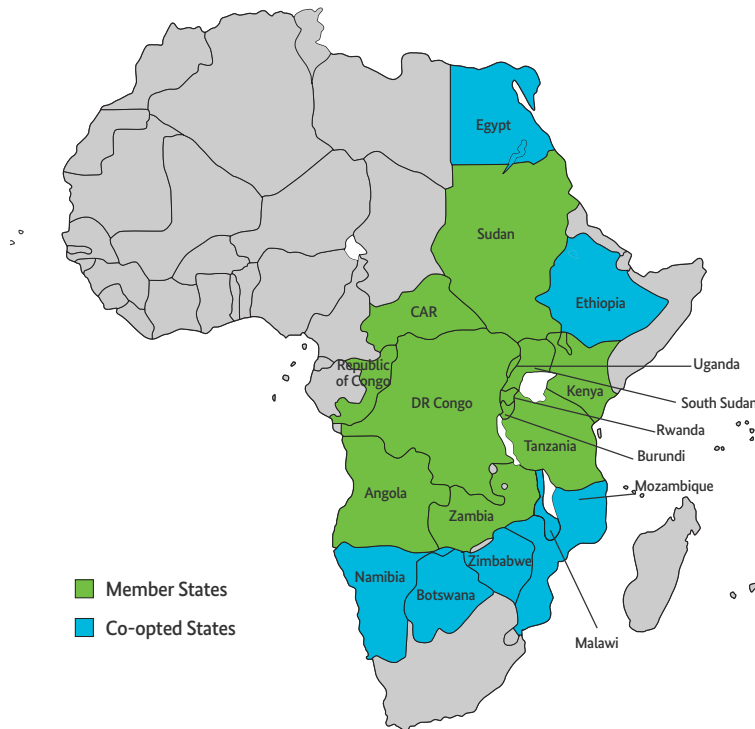 Egypt
Sudan
Ethiopia
CAR
Republic
of Congo
Uganda
DR Congo
Kenya
South Sudan
Rwanda
Tanzania
Burundi
Mozambique
Angola
Zambia
Zimbabwe
Namibia
Botswana
Malawi
Member States
Co-opted States